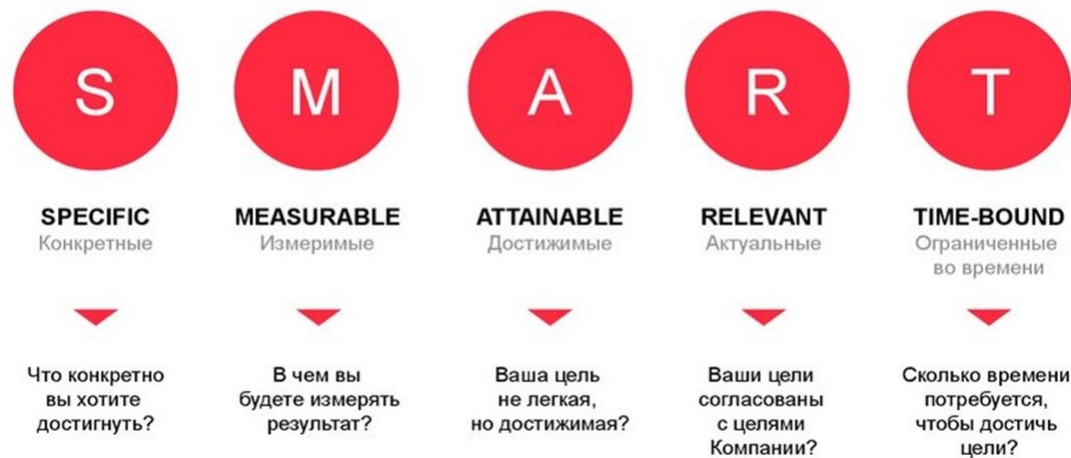 S
M
A
R
T
SPECIFIC
Конкретные
MEASURABLE
Измеримые
ATTAINABLE
Достижимые
RELEVANT
Актуальные
TIME-BOUND
Ограниченные
во времени
Что конкретно
вы хотите
достигнуть?
В чем вы
будете измерять
результат?
Ваша цель
не легкая,
но достижимая?
Ваши цели
согласованы
с целями
Компании?
Сколько времени
потребуется,
чтобы достичь
цели?